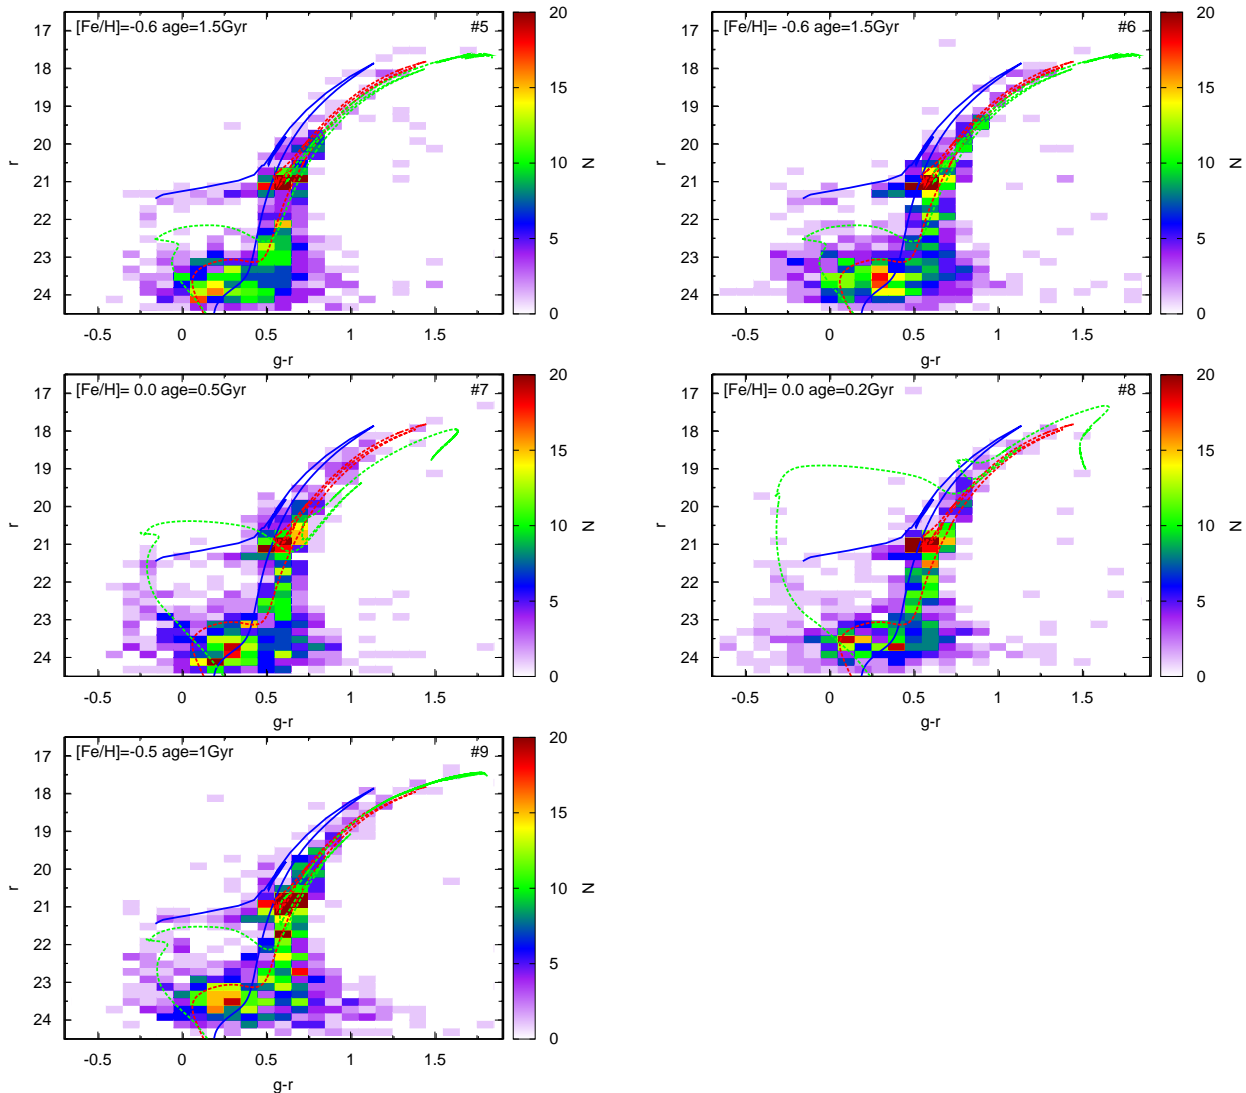 [Fe/H]=-0.6 age=1.5Gyr #5
17
18
19
20
21
22
23
24
r
-0.5 0 0.5 1 1.5
g-r
0
5
10
15
20
N
[Fe/H]= -0.6 age=1.5Gyr #6
17
18
19
20
21
22
23
24
r
-0.5 0 0.5 1 1.5
g-r
0
5
10
15
20
N
[Fe/H]= 0.0 age=0.5Gyr #7
17
18
19
20
21
22
23
24
r
-0.5 0 0.5 1 1.5
g-r
0
5
10
15
20
N
[Fe/H]= 0.0 age=0.2Gyr #8
17
18
19
20
21
22
23
24
r
-0.5 0 0.5 1 1.5
g-r
0
5
10
15
20
N
[Fe/H]=-0.5 age=1Gyr #9
17
18
19
20
21
22
23
24
r
-0.5 0 0.5 1 1.5
g-r
0
5
10
15
20
N